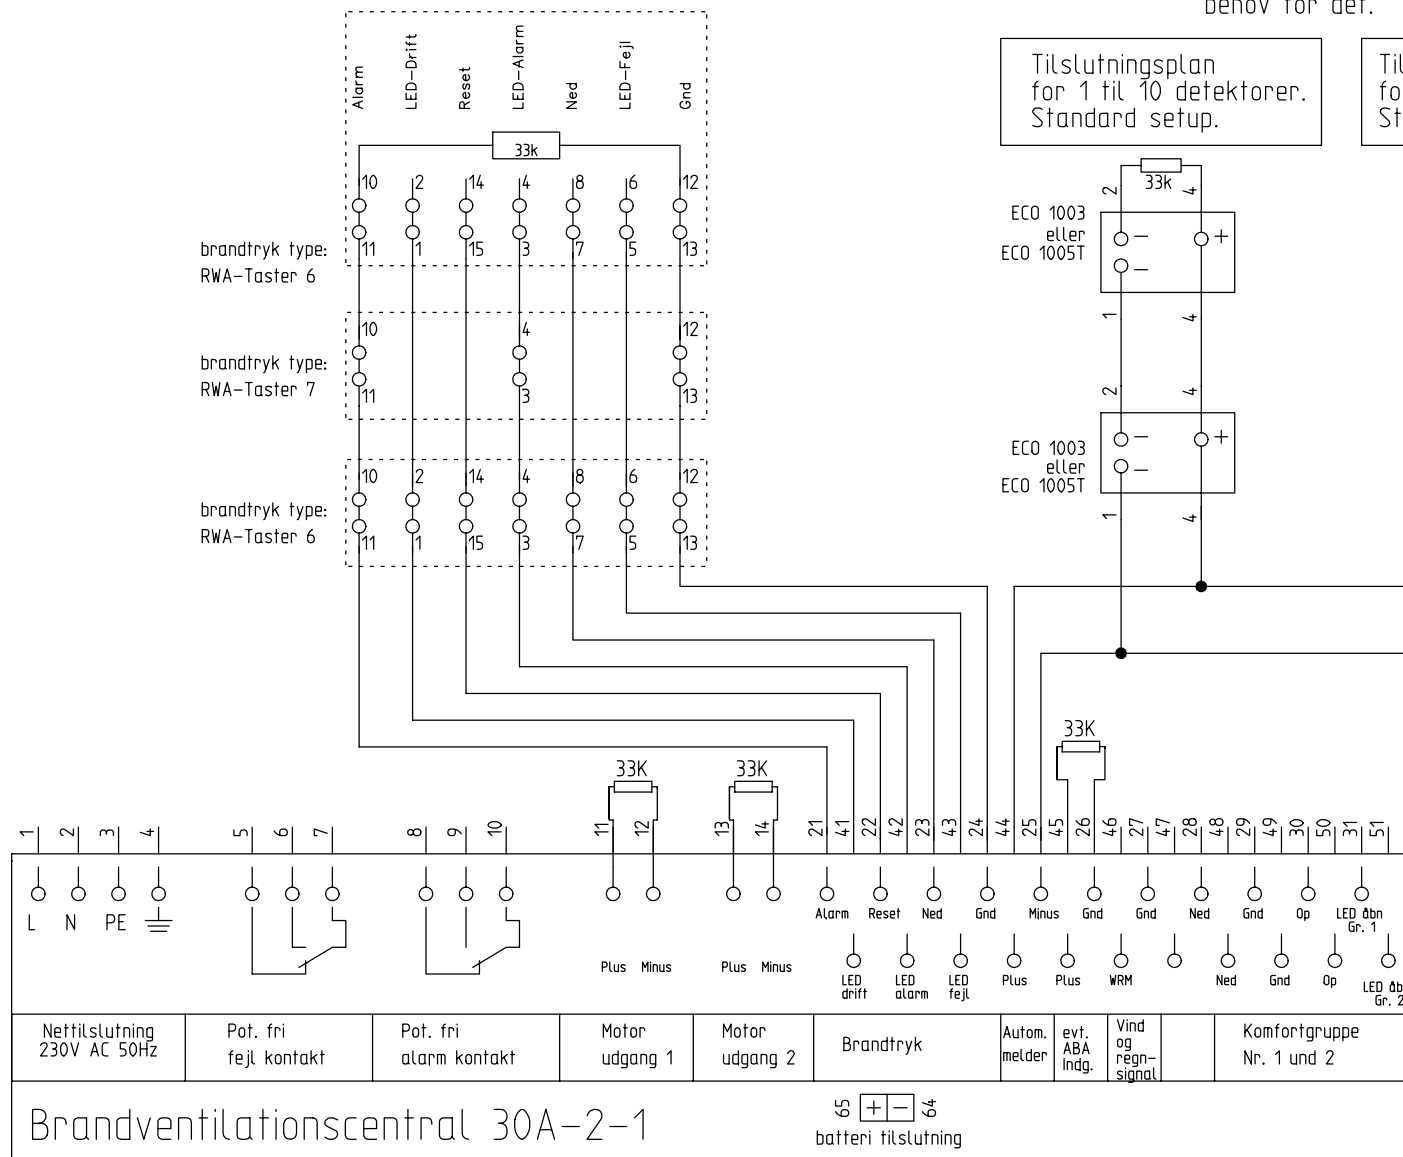 behov for det.
Tilslutningsplan
for 1 til 10 detektorer.
Standard setup.
Til
fo
St
Alarm
LED-Drift
Reset
LED-Alarm
Ned
LED-Fejl
Gnd
33k
10 2 14 4 8 6 12
11 1 15 3 7 5 13
brandtryk type:
RWA-Taster 6
10 4 12
11 3 13
brandtryk type:
RWA-Taster 7
10 2 14 4 8 6 12
11 1 15 3 7 5 13
brandtryk type:
RWA-Taster 6
33k
2 4
ECO 1003
eller
ECO 1005T
- +
-
1 4
2 4
ECO 1003
eller
ECO 1005T
- +
-
1 4
33K
33K
33K
1 2 3 4 5 6 7 8 9 10 11 12 13 14 21 41 22 42 23 43 24 44 25 45 26 46 27 47 28 48 29 49 30 50 31 51
L N PE
Alarm Reset Ned Gnd Minus Gnd Gnd Ned Gnd Op LED åbn
Gr. 1
Plus Minus Plus Minus
LED
drift
LED
alarm
LED
fejl
Plus Plus WRM Ned Gnd Op LED åb
Gr. 2
Nettilslutning
230V AC 50Hz
Pot. fri
fejl kontakt
Pot. fri
alarm kontakt
Motor
udgang 1
Motor
udgang 2
Brandtryk
Autom.
melder
evt.
ABA
Indg.
Vind
og
regn-
signal
Komfortgruppe
Nr. 1 und 2
Brandventilationscentral 30A-2-1
65 + - 64
batteri tilslutning